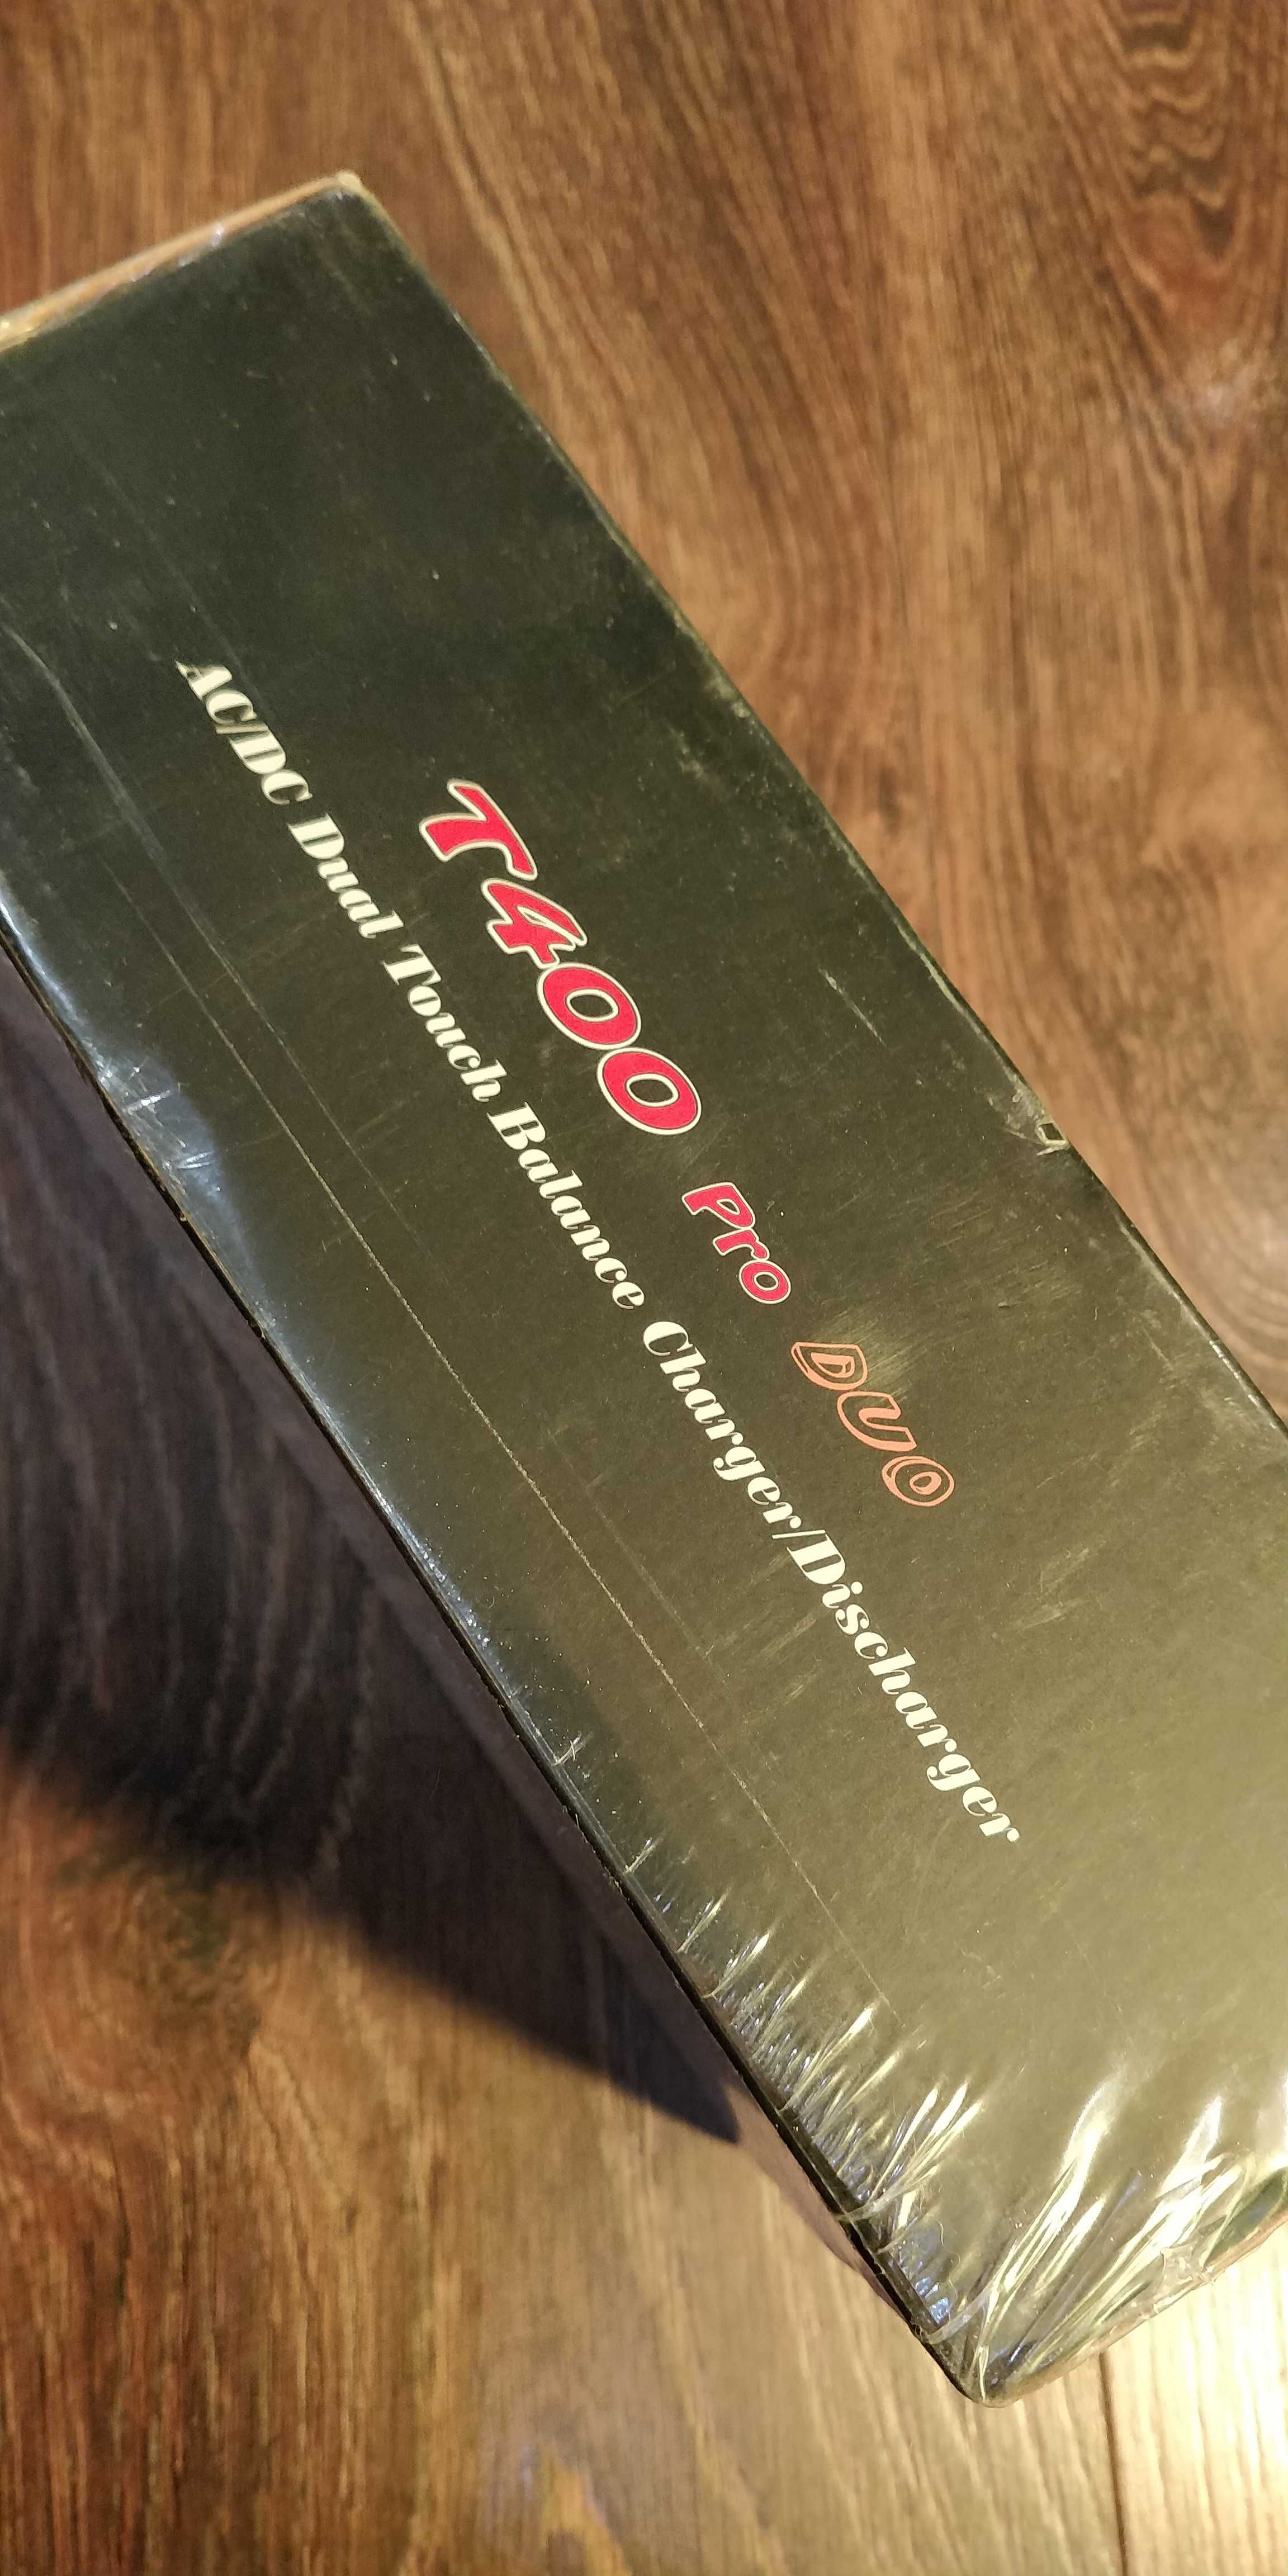 T400 Pro DUO
AC/DC Dual Touch Balance Charger/Discharger